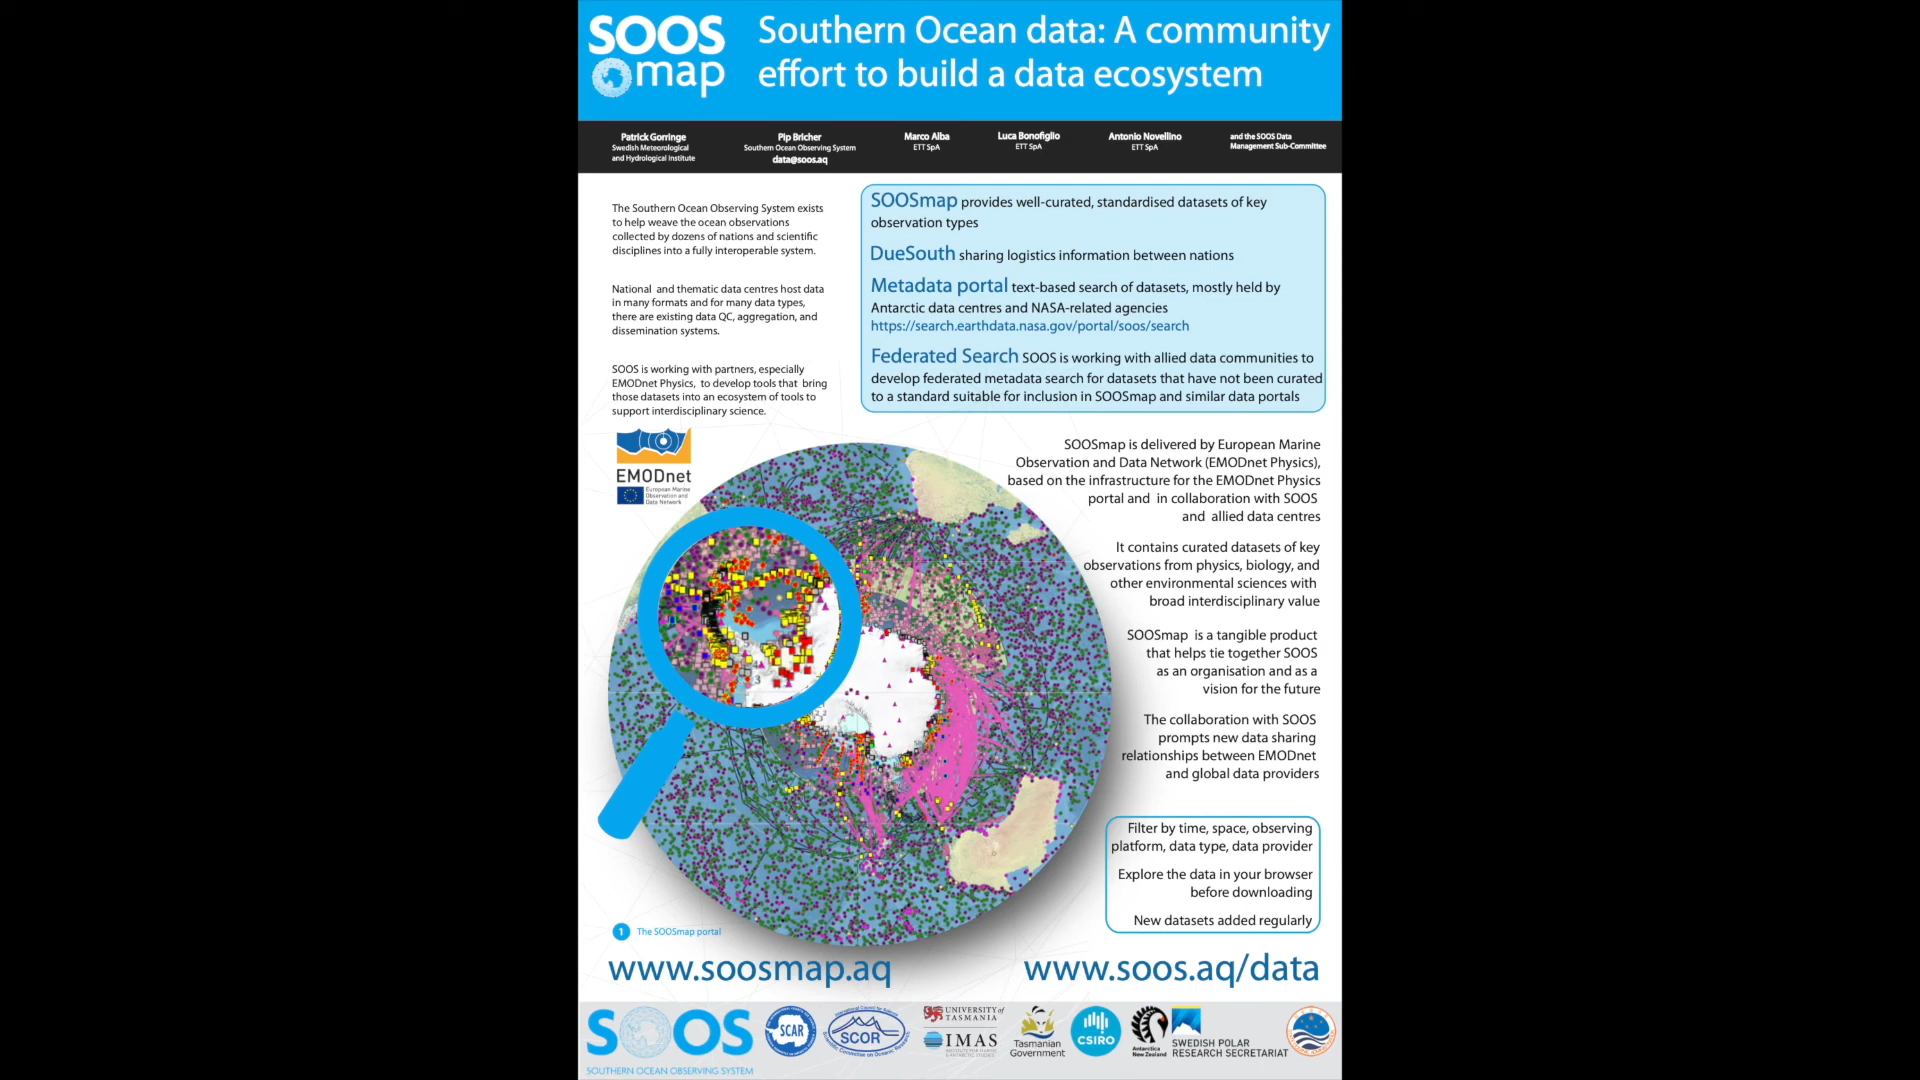 SOOS
map
Southern Ocean data: A community
effort to build a data ecosystem
Patrick Gorringe
Swedish Meteorological
and Hydrological Institute
Pip Bricher
Southern Ocean Observing System
data@soos.aq
Marco Alba
ETT SpA
Luca Bonofiglio
ETT SpA
Antonio Novellino
ETT SpA
and the SOOS Data
Management Sub-Committee
The Southern Ocean Observing System exists
to help weave the ocean observations
collected by dozens of nations and scientific
disciplines into a fully interoperable system.
National and thematic data centres host data
in many formats and for many data types,
there are existing data QC, aggregation, and
dissemination systems.
SOOS is working with partners, especially
EMODnet Physics, to develop tools that bring
those datasets into an ecosystem of tools to
support interdisciplinary science.
SOOSmap provides well-curated, standardised datasets of key
observation types
DueSouth sharing logistics information between nations
Metadata portal text-based search of datasets, mostly held by
Antarctic data centres and NASA-related agencies
https://search.earthdata.nasa.gov/portal/soos/search
Federated Search SOOS is working with allied data communities to
develop federated metadata search for datasets that have not been curated
to a standard suitable for inclusion in SOOSmap and similar data portals
EMODnet
European Marine
Observation and
Data Network
SOOSmap is delivered by European Marine
Observation and Data Network (EMODnet Physics),
based on the infrastructure for the EMODnet Physics
portal and in collaboration with SOOS
and allied data centres
It contains curated datasets of key
observations from physics, biology, and
other environmental sciences with
broad interdisciplinary value
SOOSmap is a tangible product
that helps tie together SOOS
as an organisation and as a
vision for the future
The collaboration with SOOS
prompts new data sharing
relationships between EMODnet
and global data providers
3
Filter by time, space, observing
platform, data type, data provider
Explore the data in your browser
before downloading
New datasets added regularly
1 The SOOSmap portal
www.soosmap.aq
www.soos.aq/data
SOOS
SOUTHERN OCEAN OBSERVING SYSTEM
SCAR
SCOR
UNIVERSITY of
TASMANIA
IMAS
Tasmanian
Government
CSIRO
Antarctica
New Zealand
SWEDISH POLAR
RESEARCH SECRETARIAT